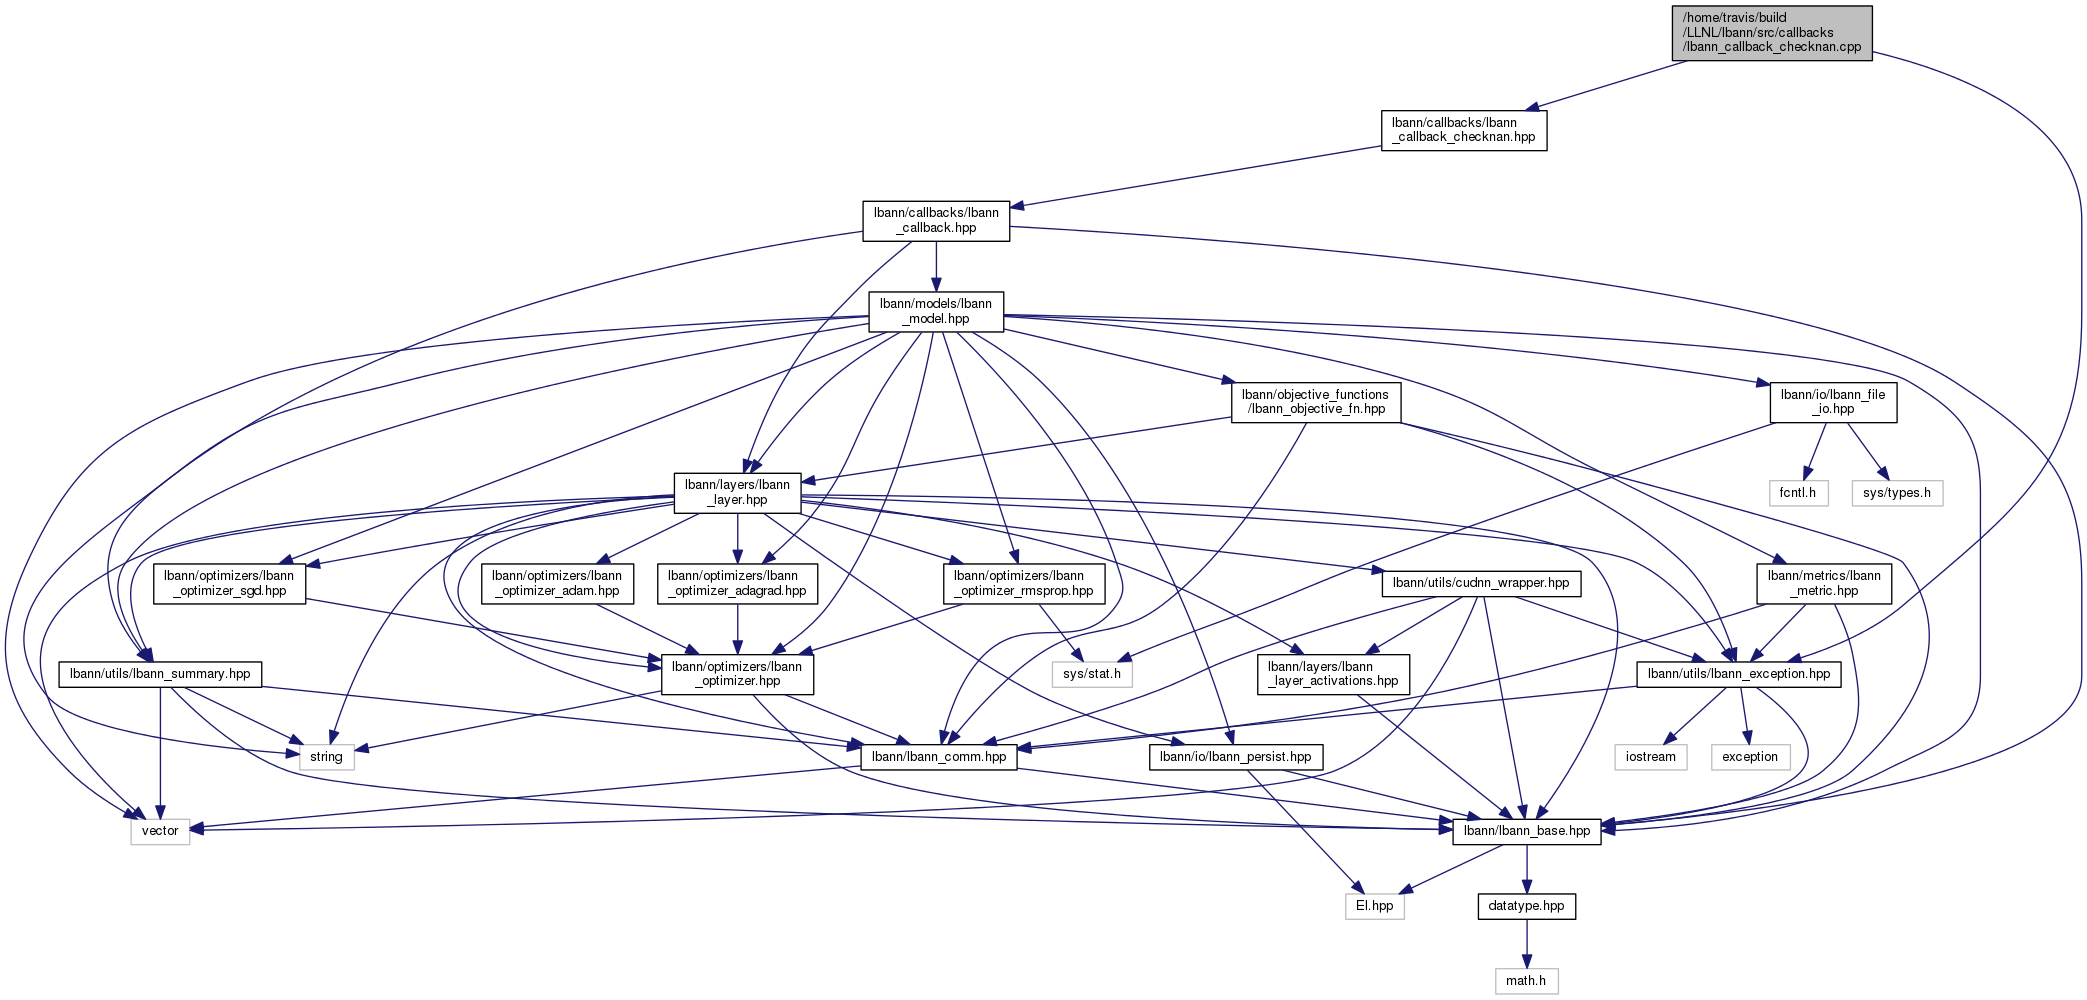 /home/travis/build
/LLNL/lbann/src/callbacks
/lbann_callback_checknan.cpp
lbann/callbacks/lbann
_callback_checknan.hpp
lbann/callbacks/lbann
_callback.hpp
lbann/models/lbann
_model.hpp
lbann/objective_functions
/lbann_objective_fn.hpp
lbann/io/lbann_file
_io.hpp
lbann/layers/lbann
_layer.hpp
fcntl.h
sys/types.h
lbann/optimizers/lbann
_optimizer_sgd.hpp
lbann/optimizers/lbann
_optimizer_adam.hpp
lbann/optimizers/lbann
_optimizer_adagrad.hpp
lbann/optimizers/lbann
_optimizer_rmsprop.hpp
lbann/utils/cudnn_wrapper.hpp
lbann/metrics/lbann
_metric.hpp
lbann/utils/lbann_summary.hpp
lbann/optimizers/lbann
_optimizer.hpp
sys/stat.h
lbann/layers/lbann
_layer_activations.hpp
lbann/utils/lbann_exception.hpp
string
lbann/lbann_comm.hpp
lbann/io/lbann_persist.hpp
iostream
exception
vector
lbann/lbann_base.hpp
El.hpp
datatype.hpp
math.h